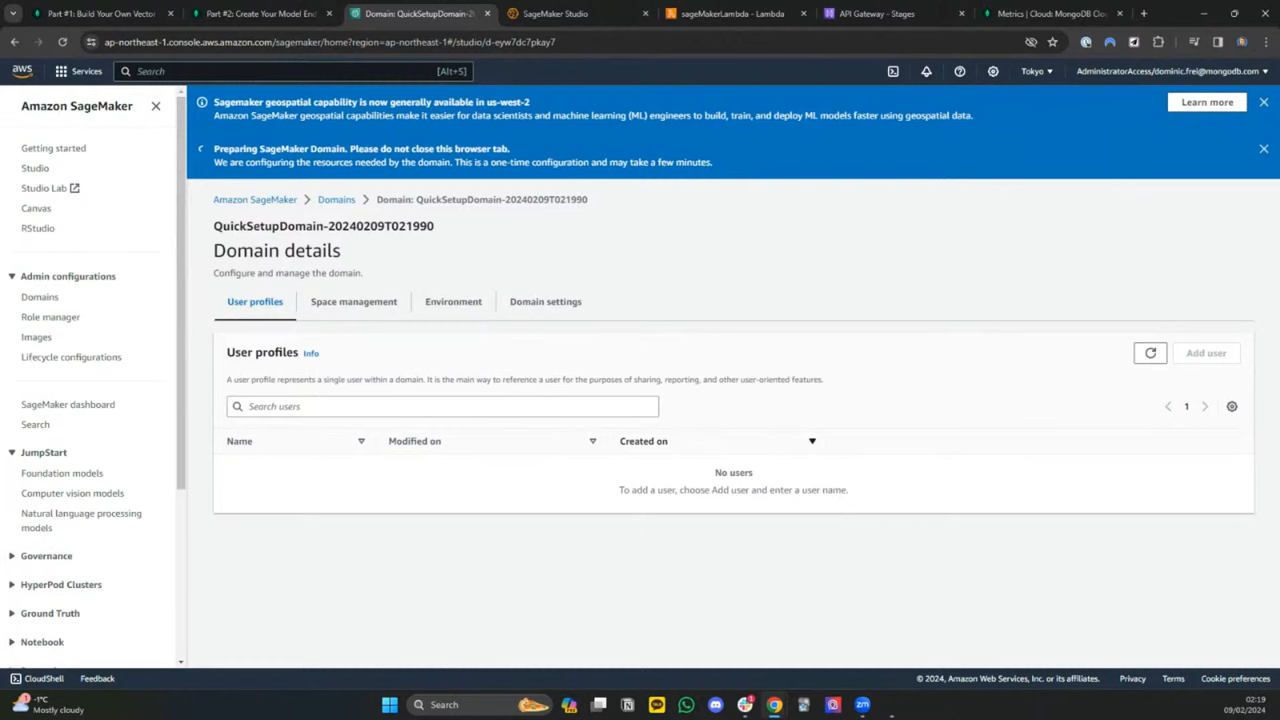 Part #1: Build Your Own Vector
Part #2: Create Your Model End
Domain: QuickSetupDomain-2
SageMaker Studio
sageMakerLambda - Lambda
API Gateway - Stages
Metrics | Cloud: MongoDB Clo
ap-northeast-1.console.aws.amazon.com/sagemaker/home?region=ap-northeast-1#/studio/d-eyw7dc7pkay7
aws
Services
Search
[Alt+S]
Tokyo
AdministratorAccess/dominic.frei@mongodb.com
Amazon SageMaker
Getting started
Studio
Studio Lab
Canvas
RStudio
Admin configurations
Domains
Role manager
Images
Lifecycle configurations
SageMaker dashboard
Search
JumpStart
Foundation models
Computer vision models
Natural language processing
models
Governance
HyperPod Clusters
Ground Truth
Notebook
Sagemaker geospatial capability is now generally available in us-west-2
Amazon SageMaker geospatial capabilities make it easier for data scientists and machine learning (ML) engineers to build, train, and deploy ML models faster using geospatial data.
Learn more
Preparing SageMaker Domain. Please do not close this browser tab.
We are configuring the resources needed by the domain. This is a one-time configuration and may take a few minutes.
Amazon SageMaker
Domains
Domain: QuickSetupDomain-20240209T021990
QuickSetupDomain-20240209T021990
Domain details
Configure and manage the domain.
User profiles
Space management
Environment
Domain settings
User profiles Info
Add user
A user profile represents a single user within a domain. It is the main way to reference a user for the purposes of sharing, reporting, and other user-oriented features.
Search users
1
Name
Modified on
Created on
No users
To add a user, choose Add user and enter a user name.
CloudShell
Feedback
© 2024, Amazon Web Services, Inc. or its affiliates.
Privacy
Terms
Cookie preferences
-1°C
Mostly cloudy
Search
02:19
09/02/2024